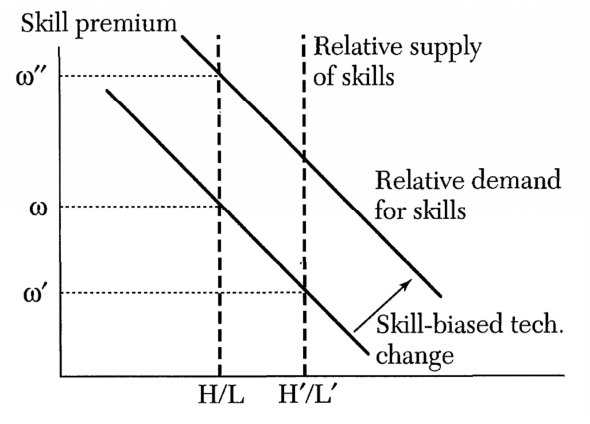 Skill premium
Relative supply
of skills
ω″
Relative demand
for skills
ω
ω′
Skill-biased tech.
change
H/L
H′/L′